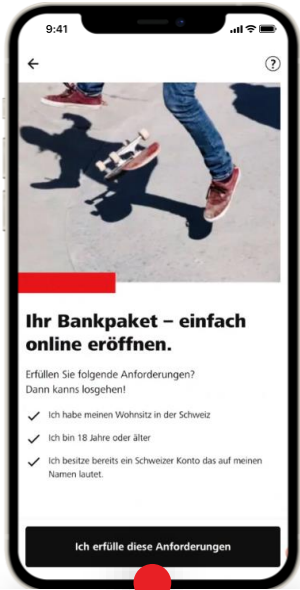 9:41
?
Ihr Bankpaket – einfach
online eröffnen.
Erfüllen Sie folgende Anforderungen?
Dann kanns losgehen!
Ich habe meinen Wohnsitz in der Schweiz
Ich bin 18 Jahre oder älter
Ich besitze bereits ein Schweizer Konto das auf meinen
Namen lautet.
Ich erfülle diese Anforderungen